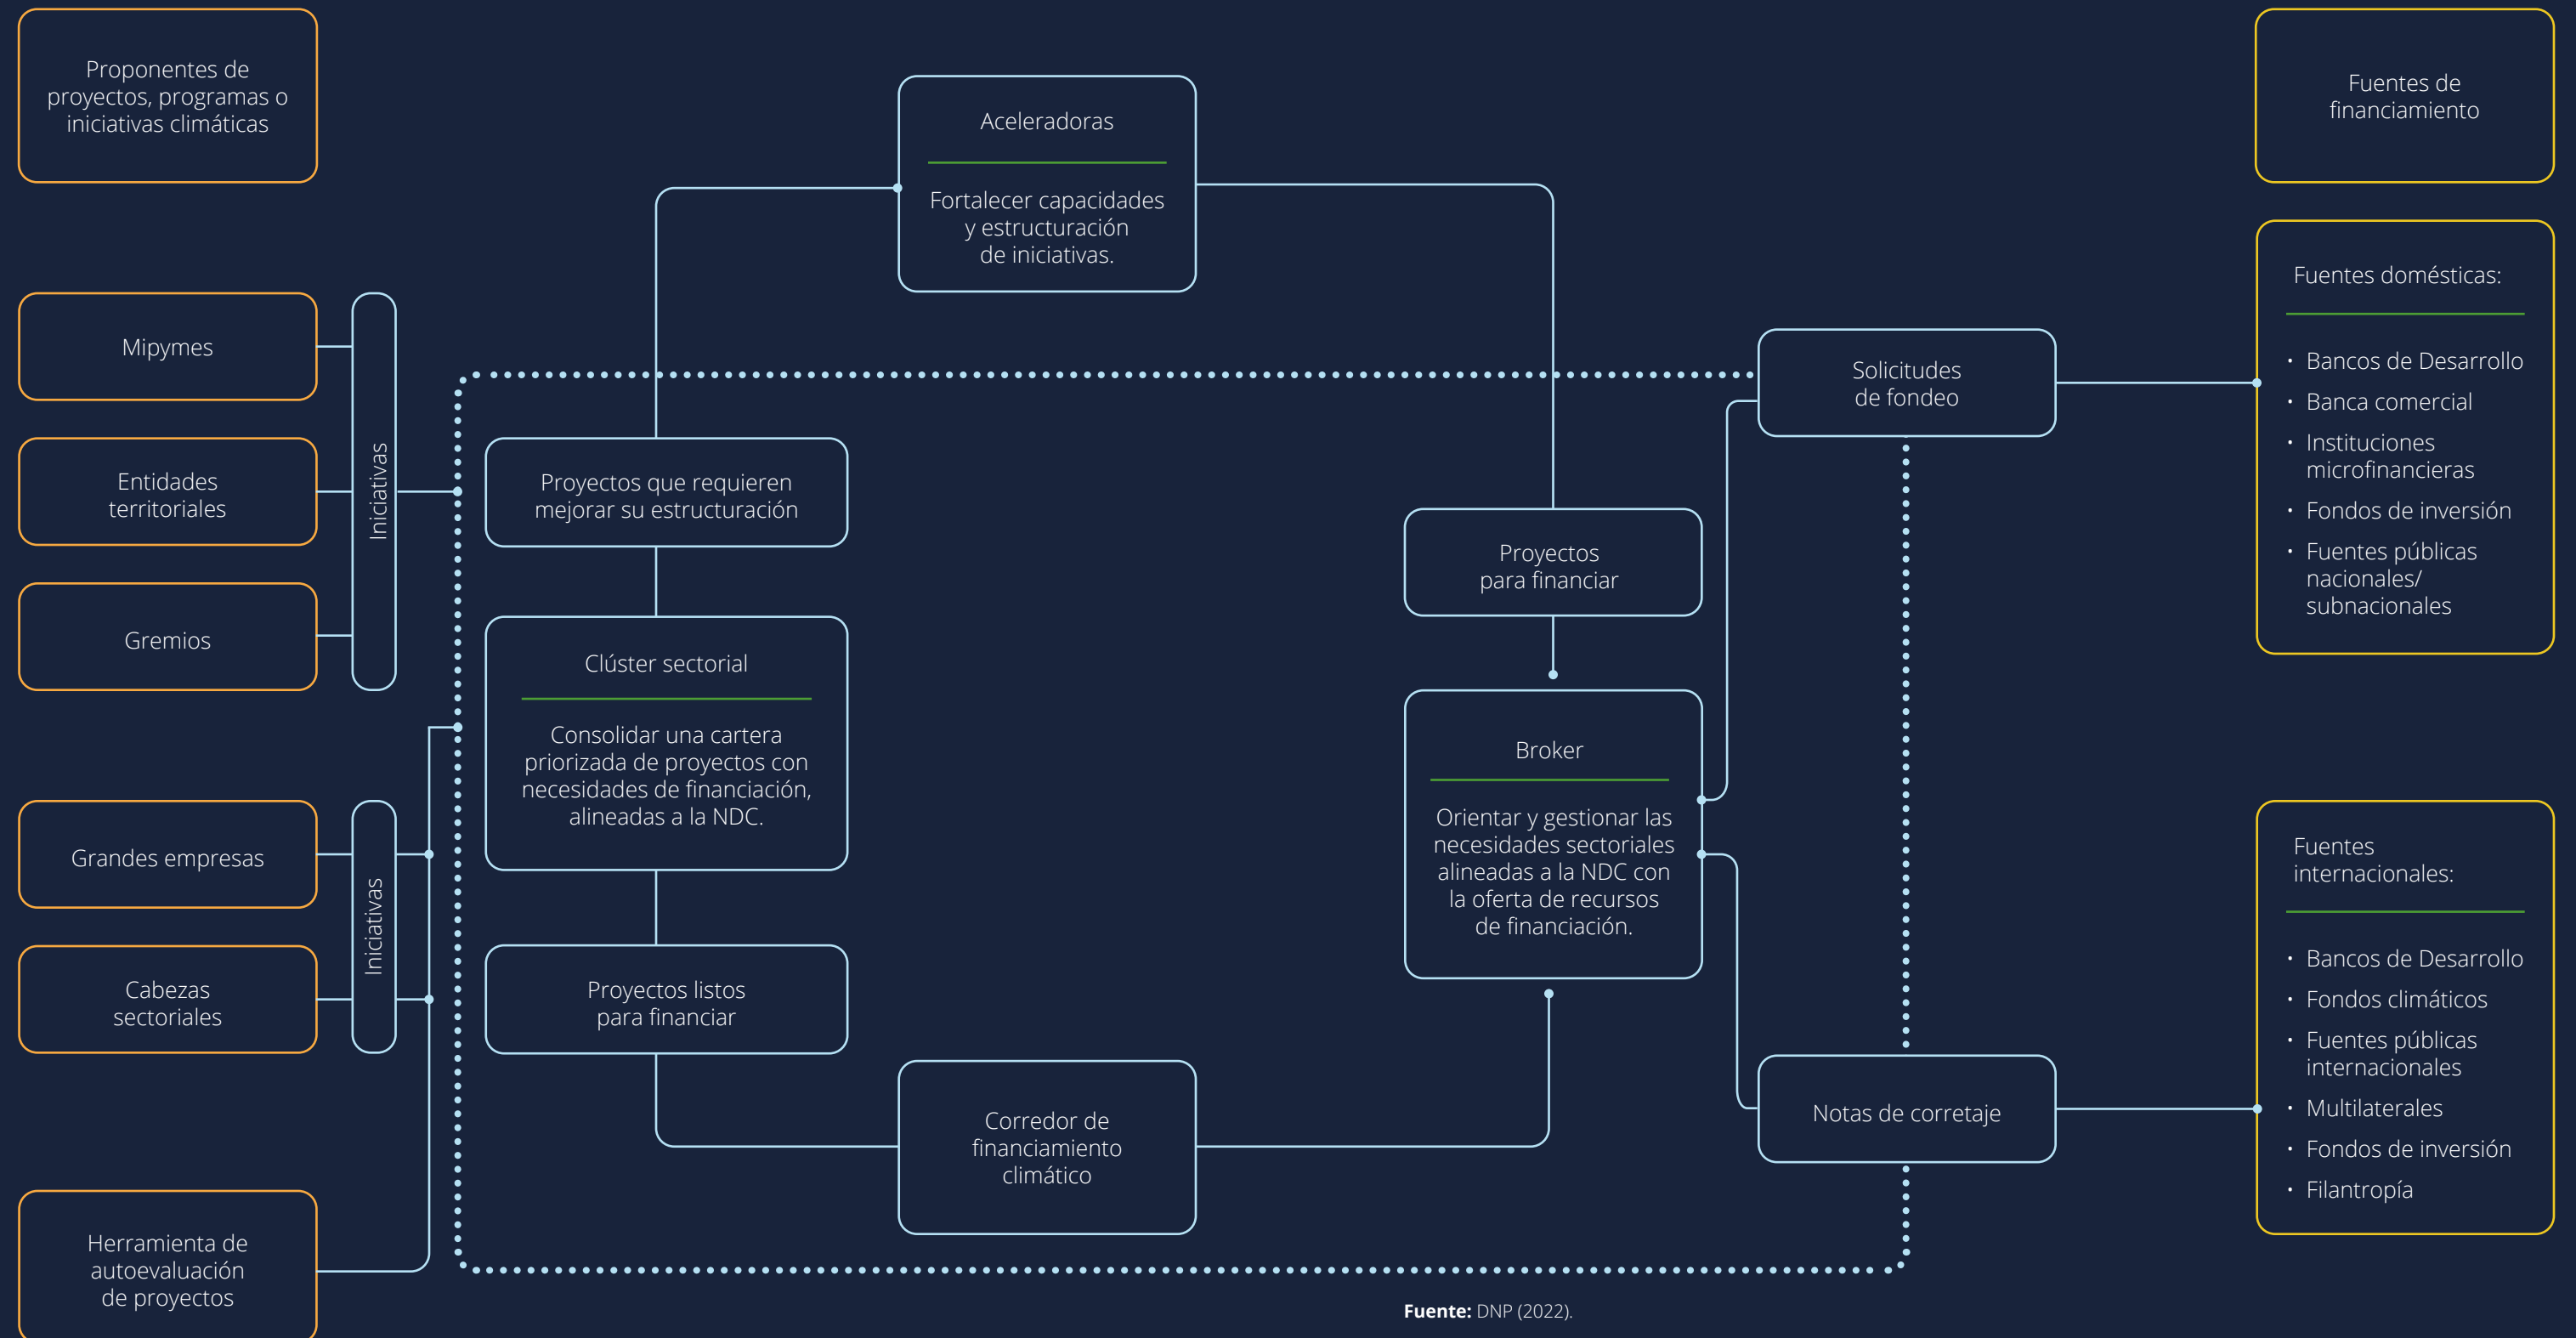 Proponentes de
proyectos, programas o
iniciativas climáticas
Mipymes
Entidades
territoriales
Gremios
Iniciativas
Grandes empresas
Cabezas
sectoriales
Iniciativas
Herramienta de
autoevaluación
de proyectos
Aceleradoras
Fortalecer capacidades
y estructuración
de iniciativas.
Proyectos que requieren
mejorar su estructuración
Clúster sectorial
Consolidar una cartera
priorizada de proyectos con
necesidades de financiación,
alineadas a la NDC.
Proyectos listos
para financiar
Corredor de
financiamiento
climático
Proyectos
para financiar
Broker
Orientar y gestionar las
necesidades sectoriales
alineadas a la NDC con
la oferta de recursos
de financiación.
Solicitudes
de fondeo
Notas de corretaje
Fuentes de
financiamiento
Fuentes domésticas:
• Bancos de Desarrollo
• Banca comercial
• Instituciones
microfinancieras
• Fondos de inversión
• Fuentes públicas
nacionales/
subnacionales
Fuentes
internacionales:
• Bancos de Desarrollo
• Fondos climáticos
• Fuentes públicas
internacionales
• Multilaterales
• Fondos de inversión
• Filantropía
Fuente: DNP (2022).